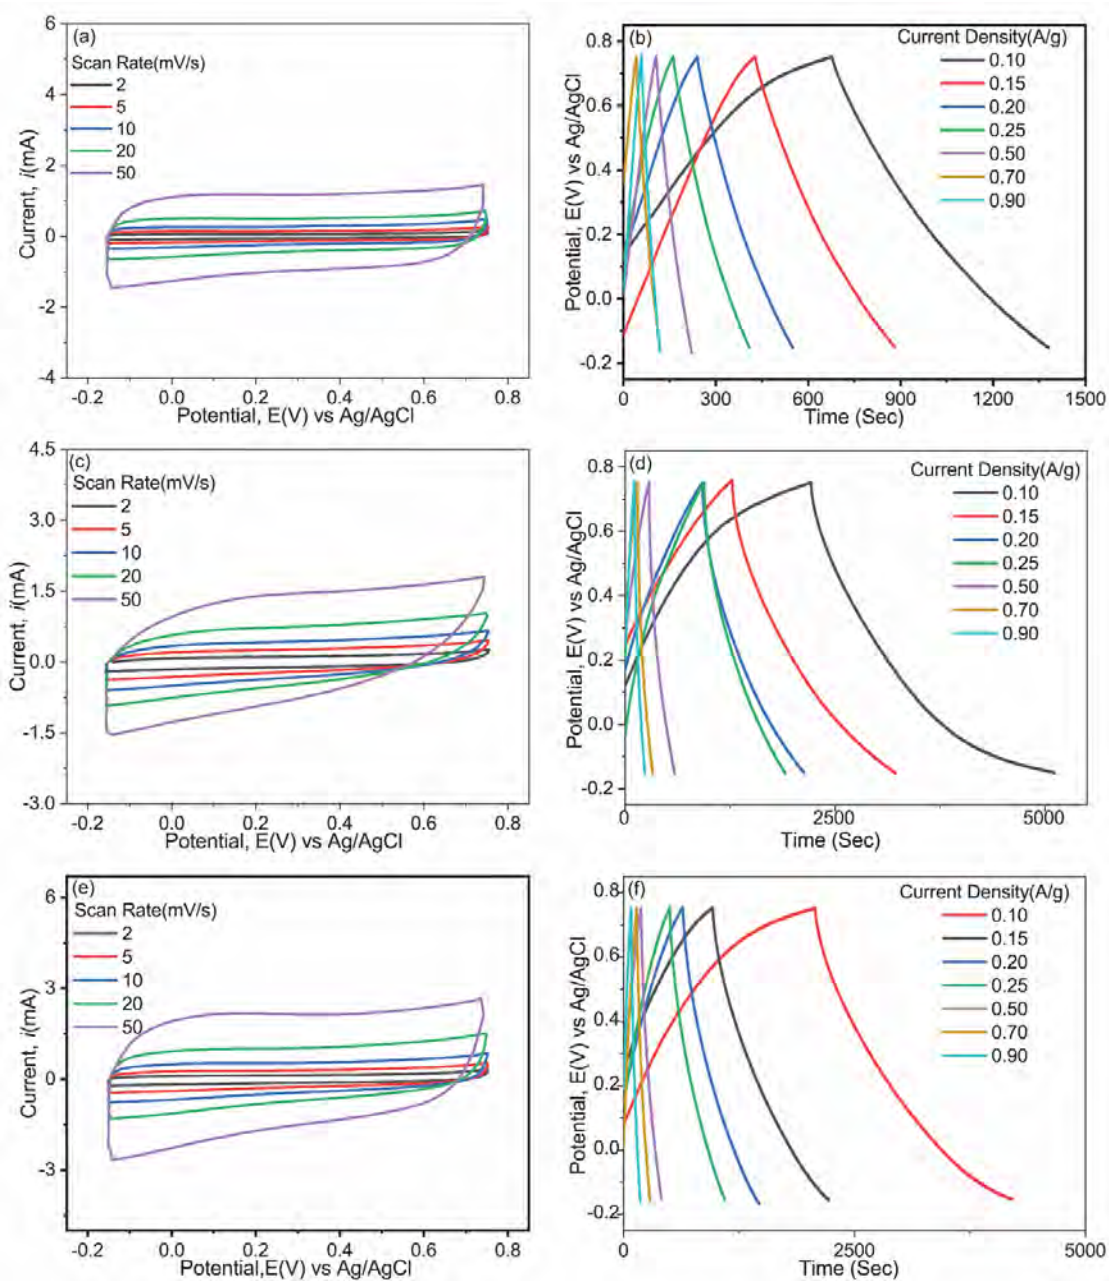 (a)
Scan Rate(mV/s)
2
5
10
20
50
6
4
2
0
-2
-4
Current, i(mA)
-0.2 0.0 0.2 0.4 0.6 0.8
Potential, E(V) vs Ag/AgCl
(b)
Current Density(A/g)
0.10
0.15
0.20
0.25
0.50
0.70
0.90
0.8
0.6
0.4
0.2
0.0
-0.2
Potential, E(V) vs Ag/AgCl
0 300 600 900 1200 1500
Time (Sec)
(c)
Scan Rate(mV/s)
2
5
10
20
50
4.5
3.0
1.5
0.0
-1.5
-3.0
Current, i(mA)
-0.2 0.0 0.2 0.4 0.6 0.8
Potential, E(V) vs Ag/AgCl
(d)
Current Density(A/g)
0.10
0.15
0.20
0.25
0.50
0.70
0.90
0.8
0.6
0.4
0.2
0.0
-0.2
Potential, E(V) vs Ag/AgCl
0 2500 5000
Time (Sec)
(e)
Scan Rate(mV/s)
2
5
10
20
50
6
3
0
-3
Current, i(mA)
-0.2 0.0 0.2 0.4 0.6 0.8
Potential,E(V) vs Ag/AgCl
(f)
Current Density(A/g)
0.10
0.15
0.20
0.25
0.50
0.70
0.90
0.8
0.6
0.4
0.2
0.0
-0.2
Potential, E(V) vs Ag/AgCl
0 2500 5000
Time (Sec)